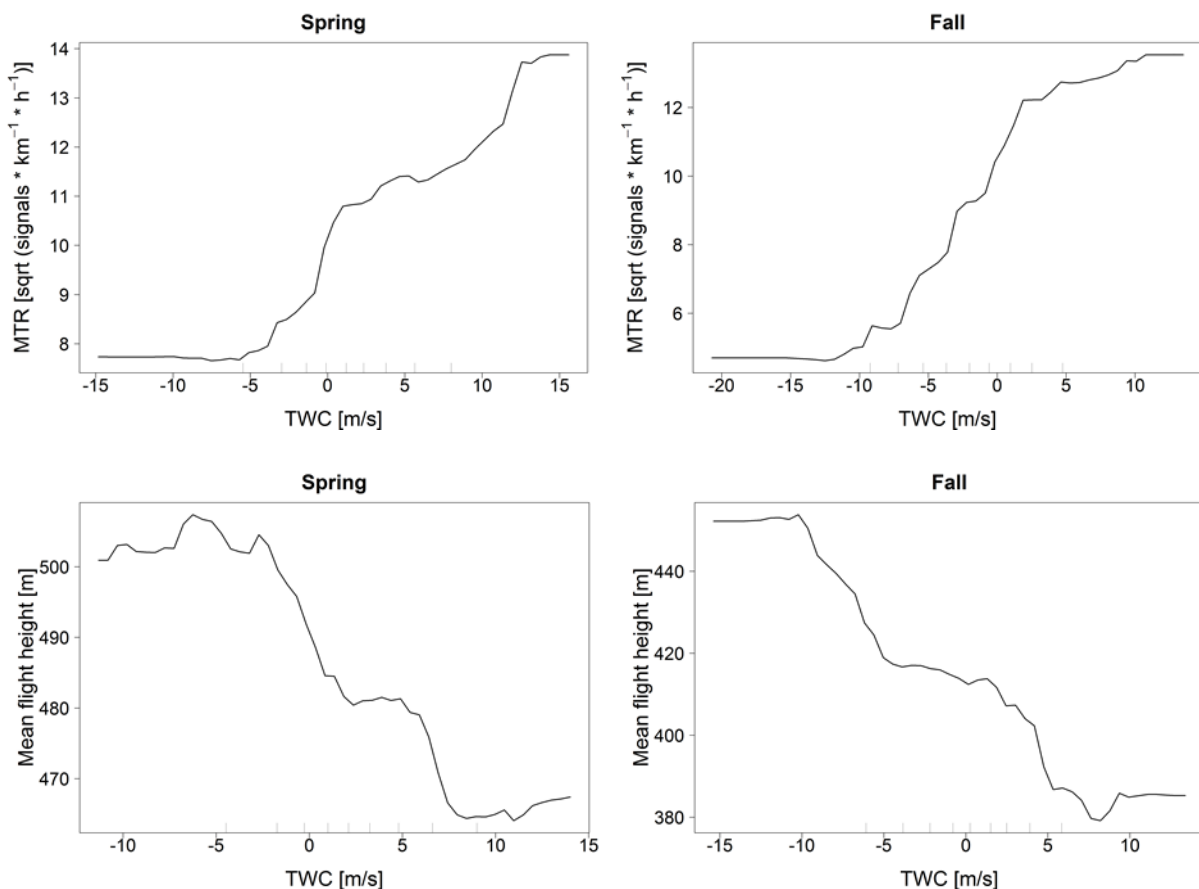 Spring
MTR [sqrt (signals * km⁻¹ * h⁻¹)]
14
13
12
11
10
9
8
-15 -10 -5 0 5 10 15
TWC [m/s]
Fall
MTR [sqrt (signals * km⁻¹ * h⁻¹)]
12
10
8
6
-20 -15 -10 -5 0 5 10
TWC [m/s]
Spring
Mean flight height [m]
500
490
480
470
-10 -5 0 5 10 15
TWC [m/s]
Fall
Mean flight height [m]
440
420
400
380
-15 -10 -5 0 5 10
TWC [m/s]